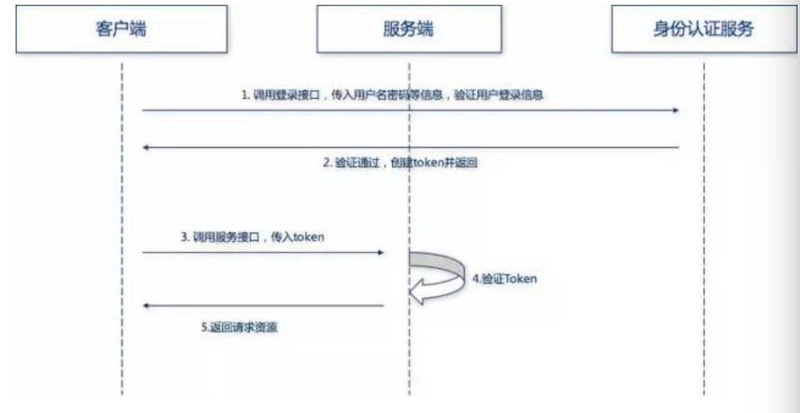 客户端
服务端
身份认证服务
1. 调用登录接口，传入用户名密码等信息，验证用户登录信息
2. 验证通过，创建token并返回
3. 调用服务接口，传入token
4.验证Token
5.返回请求资源